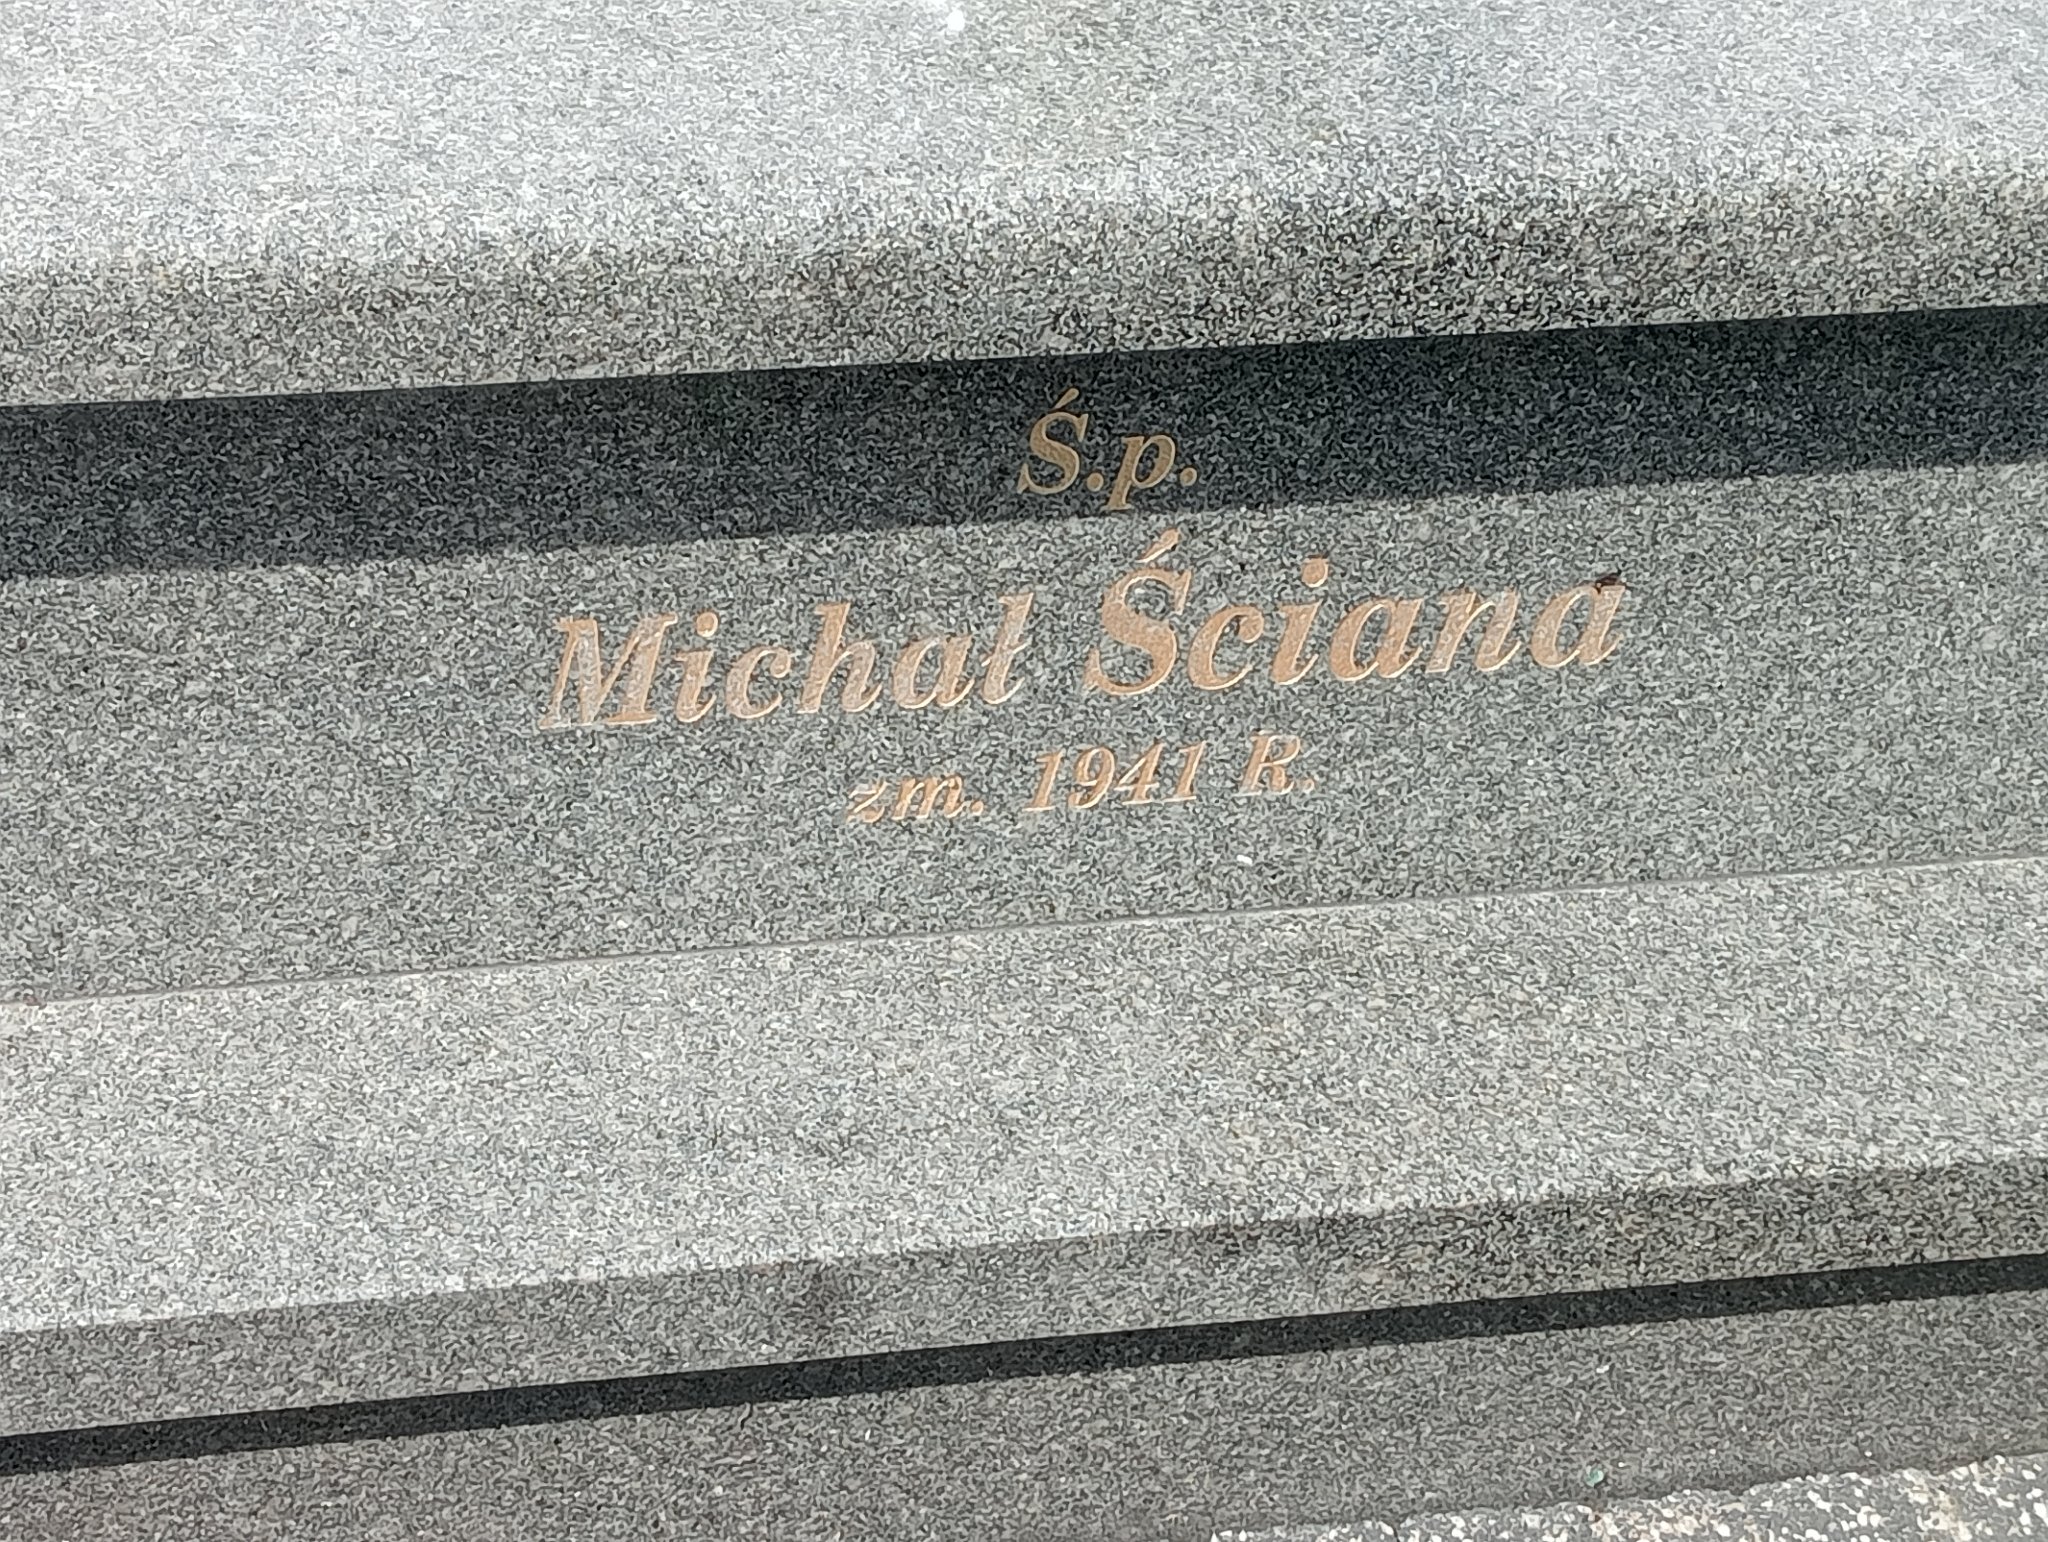 Ś.p.
Michał Ściana
zm. 1941 R.